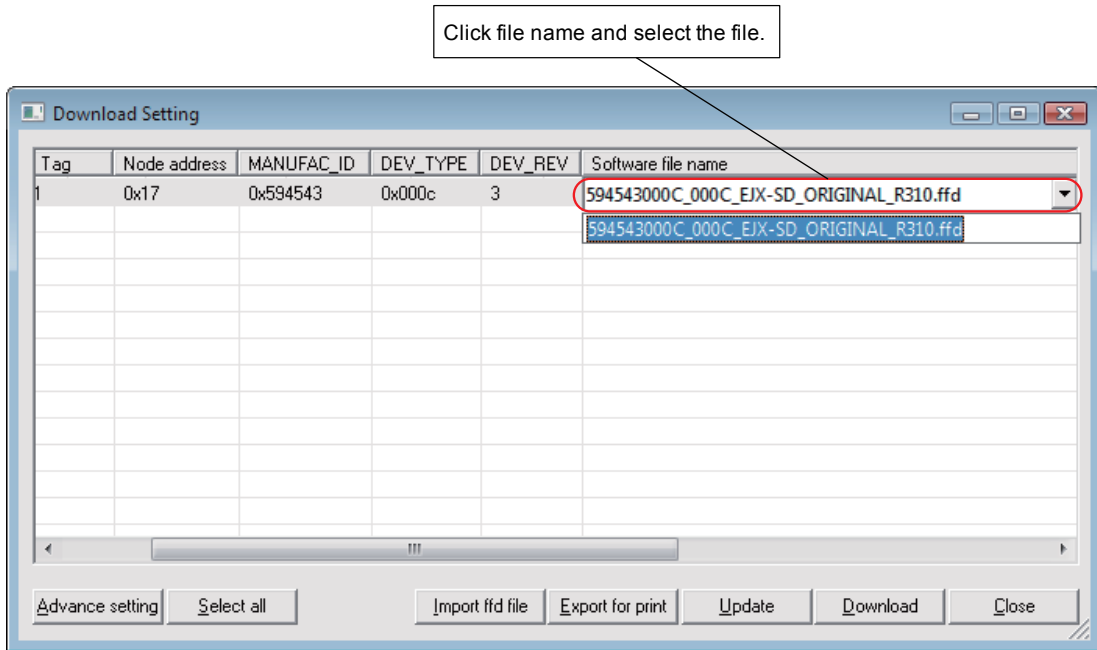 Click file name and select the file.
Download Setting
Tag Node address MANUFAC_ID DEV_TYPE DEV_REV Software file name
1 0x17 0x594543 0x000c 3 594543000C_000C_EJX-SD_ORIGINAL_R310.ffd
594543000C_000C_EJX-SD_ORIGINAL_R310.ffd
Advance setting Select all Import ffd file Export for print Update Download Close